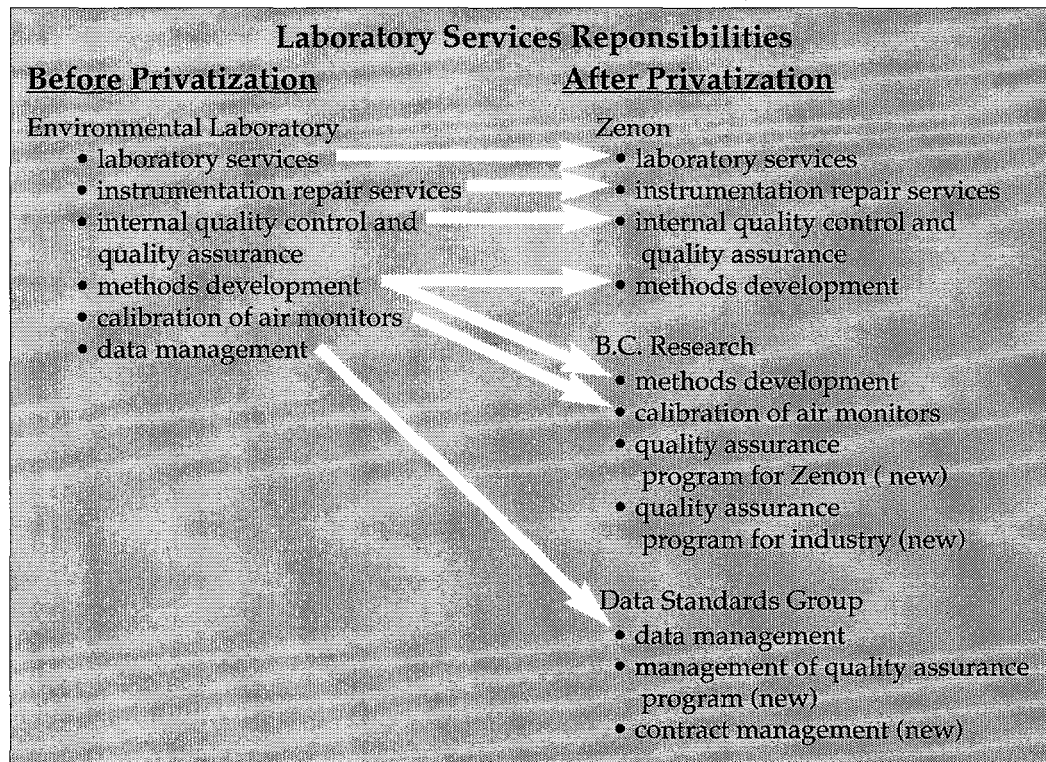 Laboratory Services Reponsibilities
Before Privatization
Environmental Laboratory
• laboratory services
• instrumentation repair services
• internal quality control and
quality assurance
• methods development
• calibration of air monitors
• data management
After Privatization
Zenon
• laboratory services
• instrumentation repair services
• internal quality control and
quality assurance
• methods development
B.C. Research
• methods development
• calibration of air monitors
• quality assurance
program for Zenon ( new)
• quality assurance
program for industry (new)
Data Standards Group
• data management
• management of quality assurance
program (new)
• contract management (new)